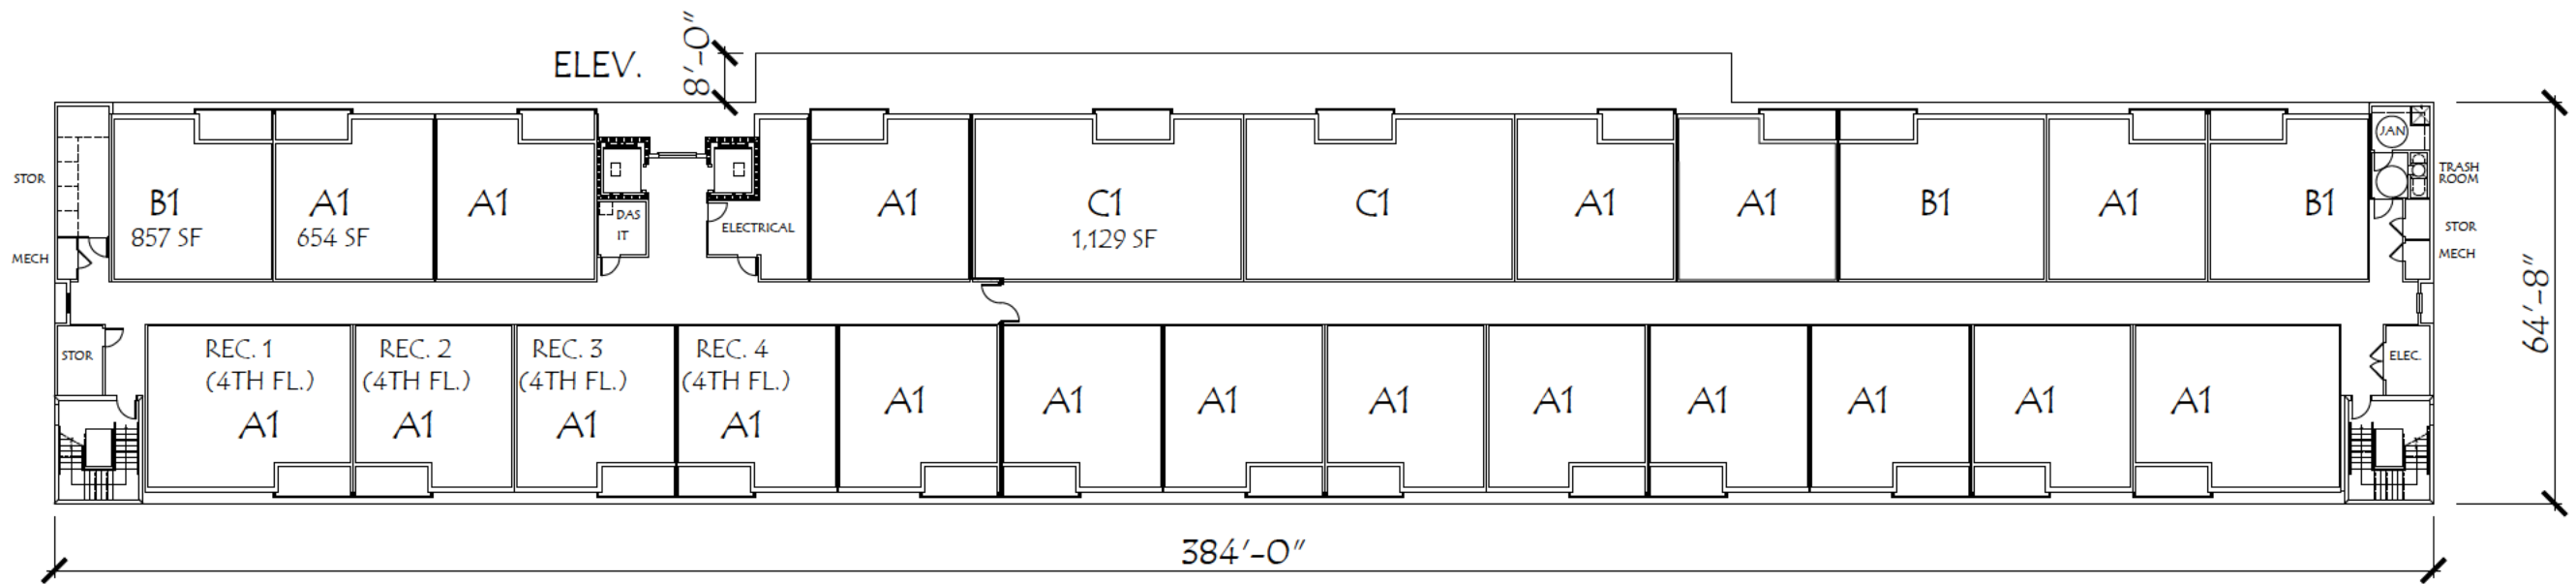 ELEV.
8'-0"
STOR
MECH
B1
857 SF
A1
654 SF
A1
DAS
IT
ELECTRICAL
A1
C1
1,129 SF
C1
A1
A1
B1
A1
B1
JAN
TRASH
ROOM
STOR
MECH
64'-8"
STOR
REC. 1
(4TH FL.)
A1
REC. 2
(4TH FL.)
A1
REC. 3
(4TH FL.)
A1
REC. 4
(4TH FL.)
A1
A1
A1
A1
A1
A1
A1
A1
A1
A1
ELEC.
384'-0"